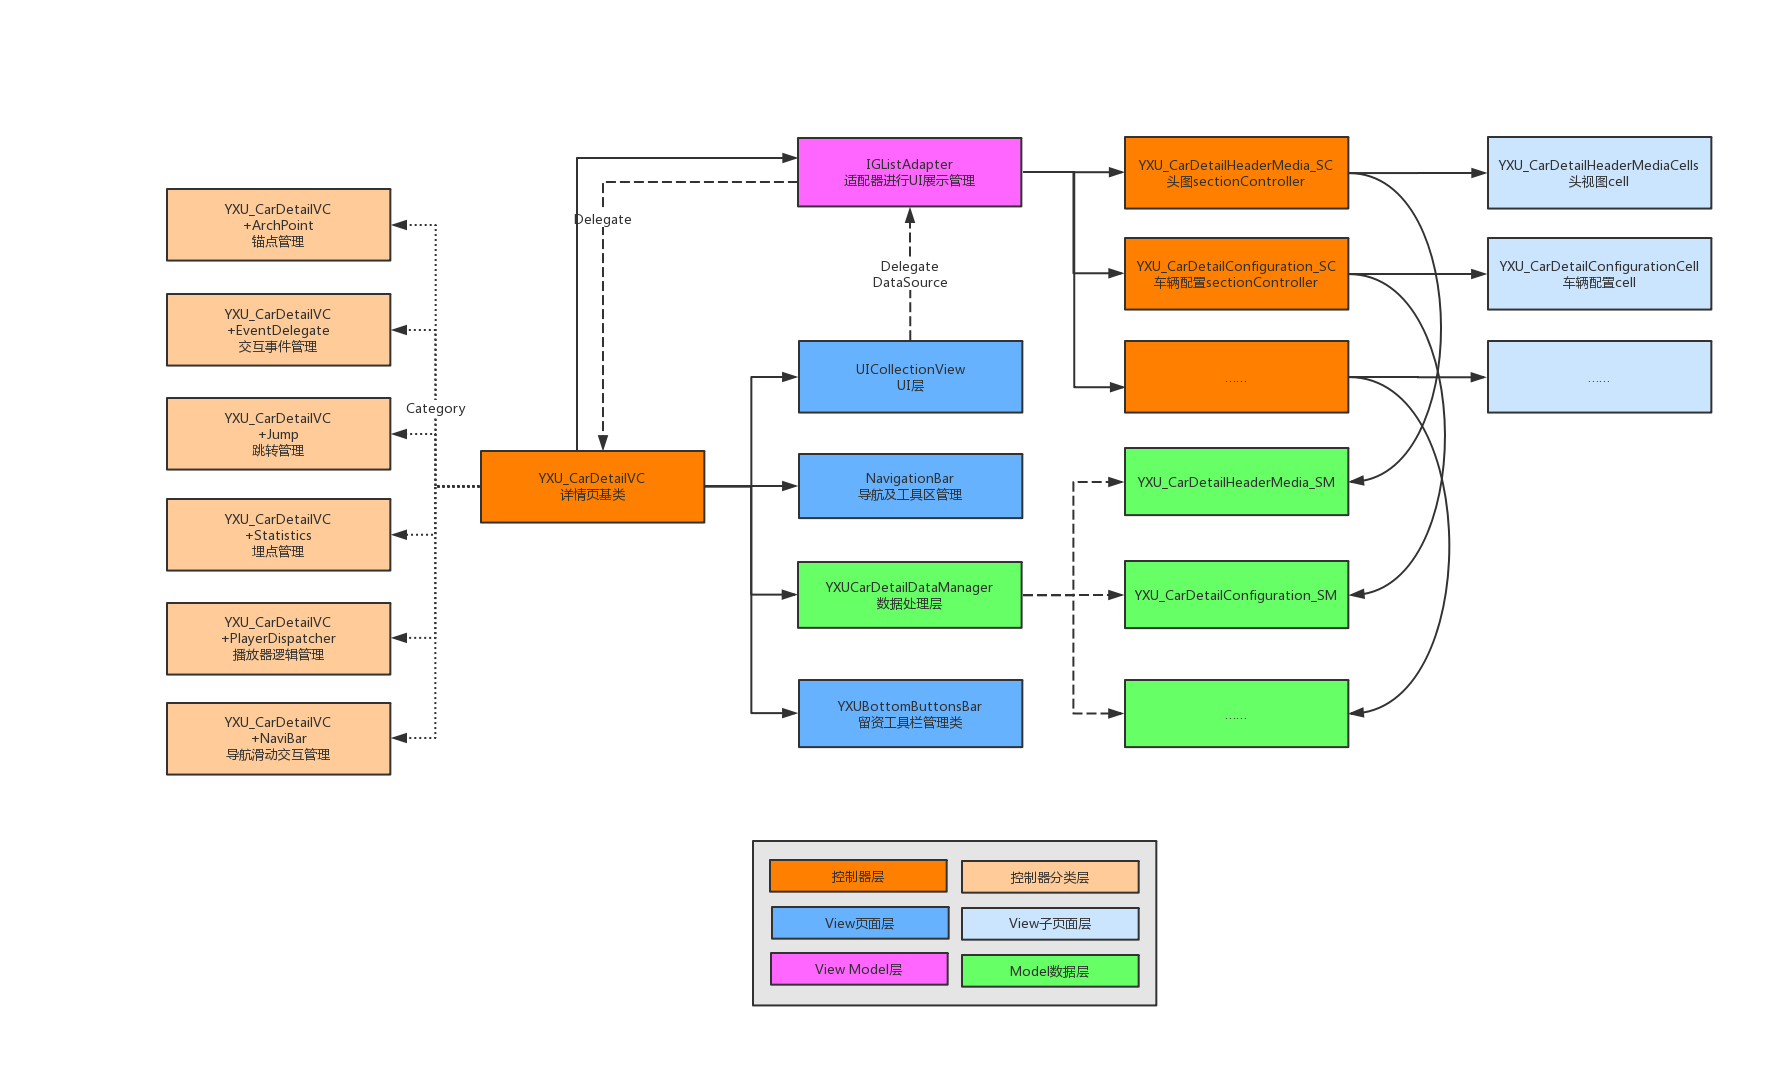 YXU_CarDetailVC
+ArchPoint
锚点管理
YXU_CarDetailVC
+EventDelegate
交互事件管理
YXU_CarDetailVC
+Jump
跳转管理
YXU_CarDetailVC
+Statistics
埋点管理
YXU_CarDetailVC
+PlayerDispatcher
播放器逻辑管理
YXU_CarDetailVC
+NaviBar
导航滑动交互管理
Category
YXU_CarDetailVC
详情页基类
Delegate
IGListAdapter
适配器进行UI展示管理
Delegate
DataSource
UICollectionView
UI层
NavigationBar
导航及工具区管理
YXUCarDetailDataManager
数据处理层
YXUBottomButtonsBar
留资工具栏管理类
YXU_CarDetailHeaderMedia_SC
头图sectionController
YXU_CarDetailConfiguration_SC
车辆配置sectionController
……
YXU_CarDetailHeaderMedia_SM
YXU_CarDetailConfiguration_SM
……
YXU_CarDetailHeaderMediaCells
头视图cell
YXU_CarDetailConfigurationCell
车辆配置cell
……
控制器层
控制器分类层
View页面层
View子页面层
View Model层
Model数据层